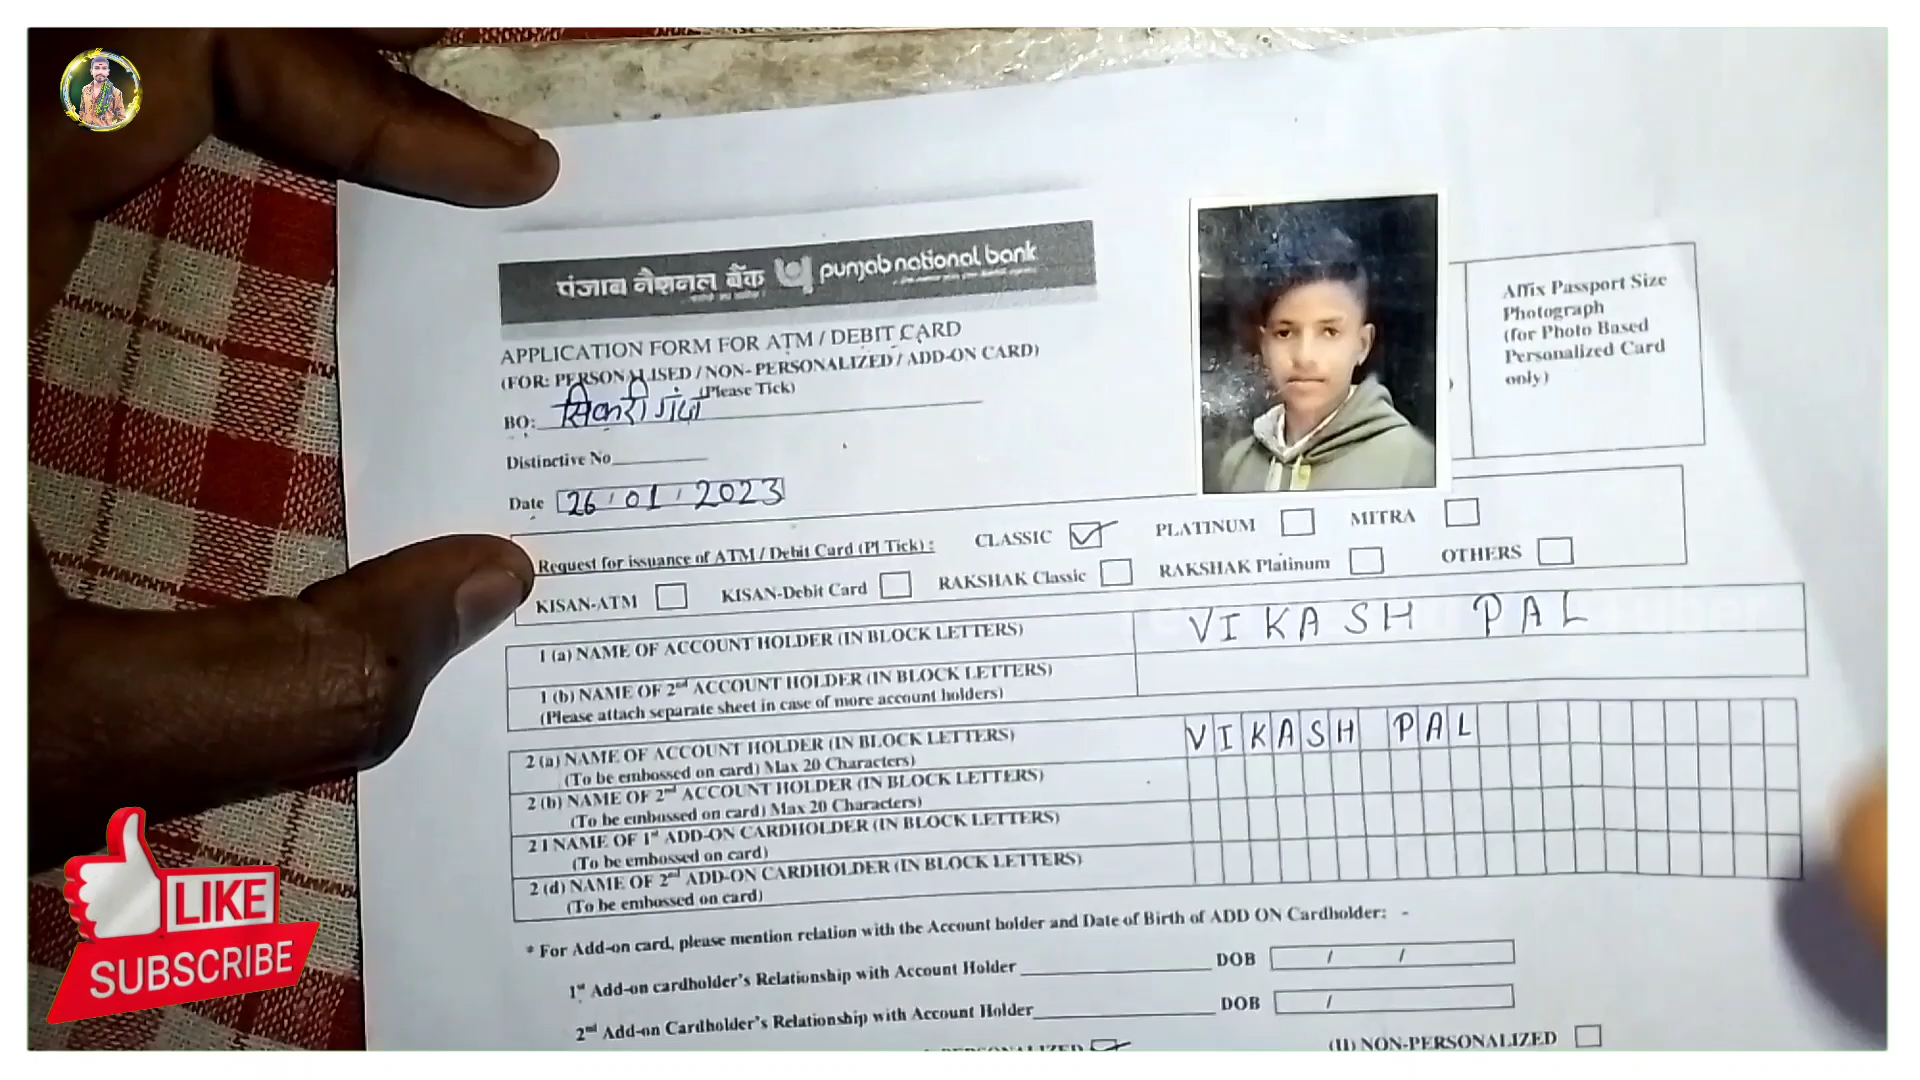 पंजाब नैशनल बैंक punjab national bank
APPLICATION FORM FOR ATM / DEBIT CARD
(FOR: PERSONALISED / NON- PERSONALIZED / ADD-ON CARD)
(Please Tick)
BO:
Distinctive No
Date 26 / 01 / 2023
Affix Passport Size
Photograph
(for Photo Based
Personalized Card
only)
Request for issuance of ATM / Debit Card (Pl Tick) : CLASSIC PLATINUM MITRA
KISAN-ATM KISAN-Debit Card RAKSHAK Classic RAKSHAK Platinum OTHERS
1 (a) NAME OF ACCOUNT HOLDER (IN BLOCK LETTERS) VIKASH PAL
1 (b) NAME OF 2nd ACCOUNT HOLDER (IN BLOCK LETTERS)
(Please attach separate sheet in case of more account holders)
2 (a) NAME OF ACCOUNT HOLDER (IN BLOCK LETTERS) VIKASH PAL
(To be embossed on card) Max 20 Characters)
2 (b) NAME OF 2nd ACCOUNT HOLDER (IN BLOCK LETTERS)
(To be embossed on card) Max 20 Characters)
2 I NAME OF 1st ADD-ON CARDHOLDER (IN BLOCK LETTERS)
(To be embossed on card)
2 (d) NAME OF 2nd ADD-ON CARDHOLDER (IN BLOCK LETTERS)
(To be embossed on card)
* For Add-on card, please mention relation with the Account holder and Date of Birth of ADD ON Cardholder: -
1st Add-on cardholder's Relationship with Account Holder DOB / /
2nd Add-on Cardholder's Relationship with Account Holder DOB /
(II) NON-PERSONALIZED
LIKE
SUBSCRIBE